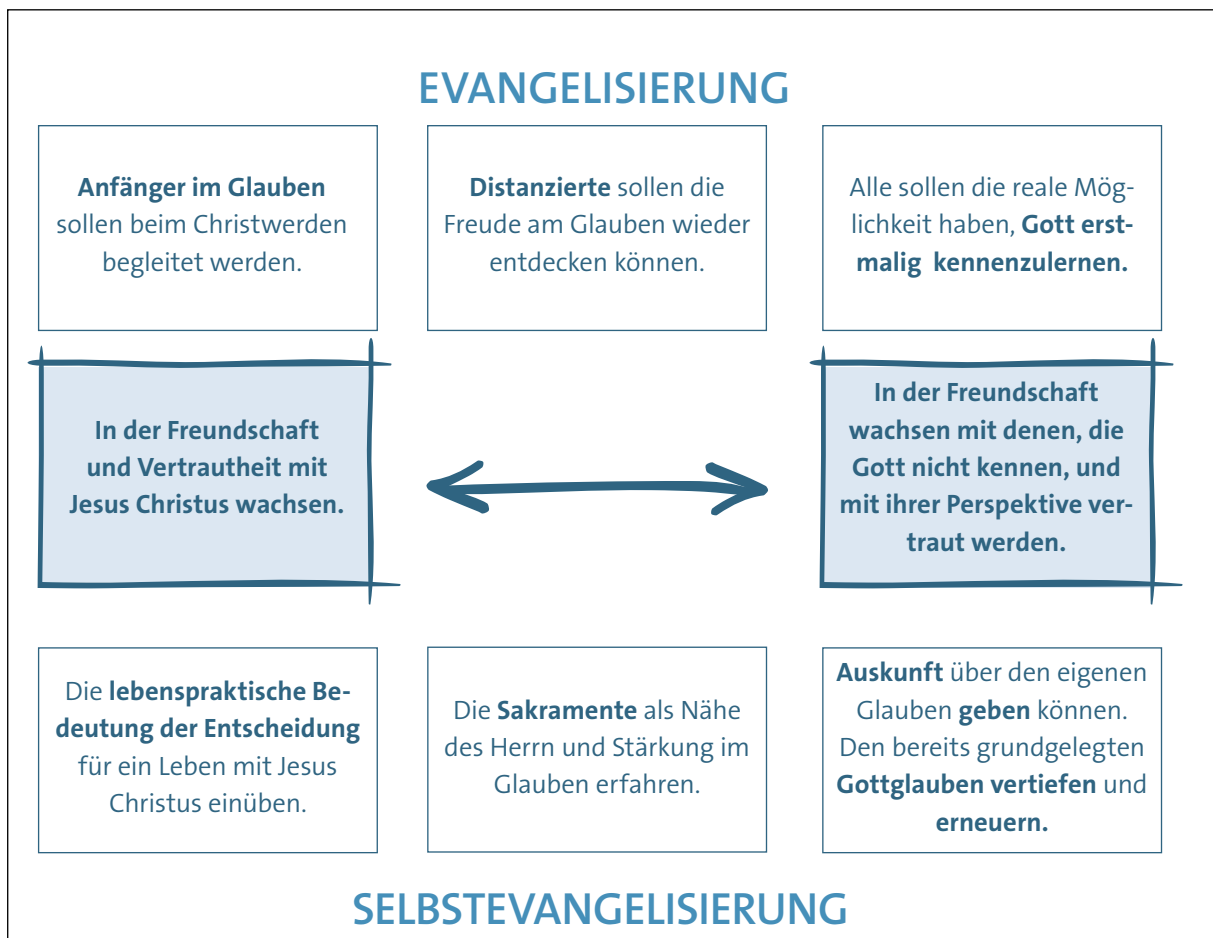 EVANGELISIERUNG
Anfänger im Glauben
sollen beim Christwerden
begleitet werden.
Distanzierte sollen die
Freude am Glauben wieder
entdecken können.
Alle sollen die reale Mög-
lichkeit haben, Gott erst-
malig kennenzulernen.
In der Freundschaft
und Vertrautheit mit
Jesus Christus wachsen.
In der Freundschaft
wachsen mit denen, die
Gott nicht kennen, und
mit ihrer Perspektive ver-
traut werden.
Die lebenspraktische Be-
deutung der Entscheidung
für ein Leben mit Jesus
Christus einüben.
Die Sakramente als Nähe
des Herrn und Stärkung im
Glauben erfahren.
Auskunft über den eigenen
Glauben geben können.
Den bereits grundgelegten
Gottglauben vertiefen und
erneuern.
SELBSTEVANGELISIERUNG